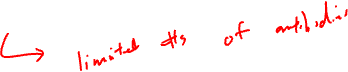 ↳ limited #s of antibodies